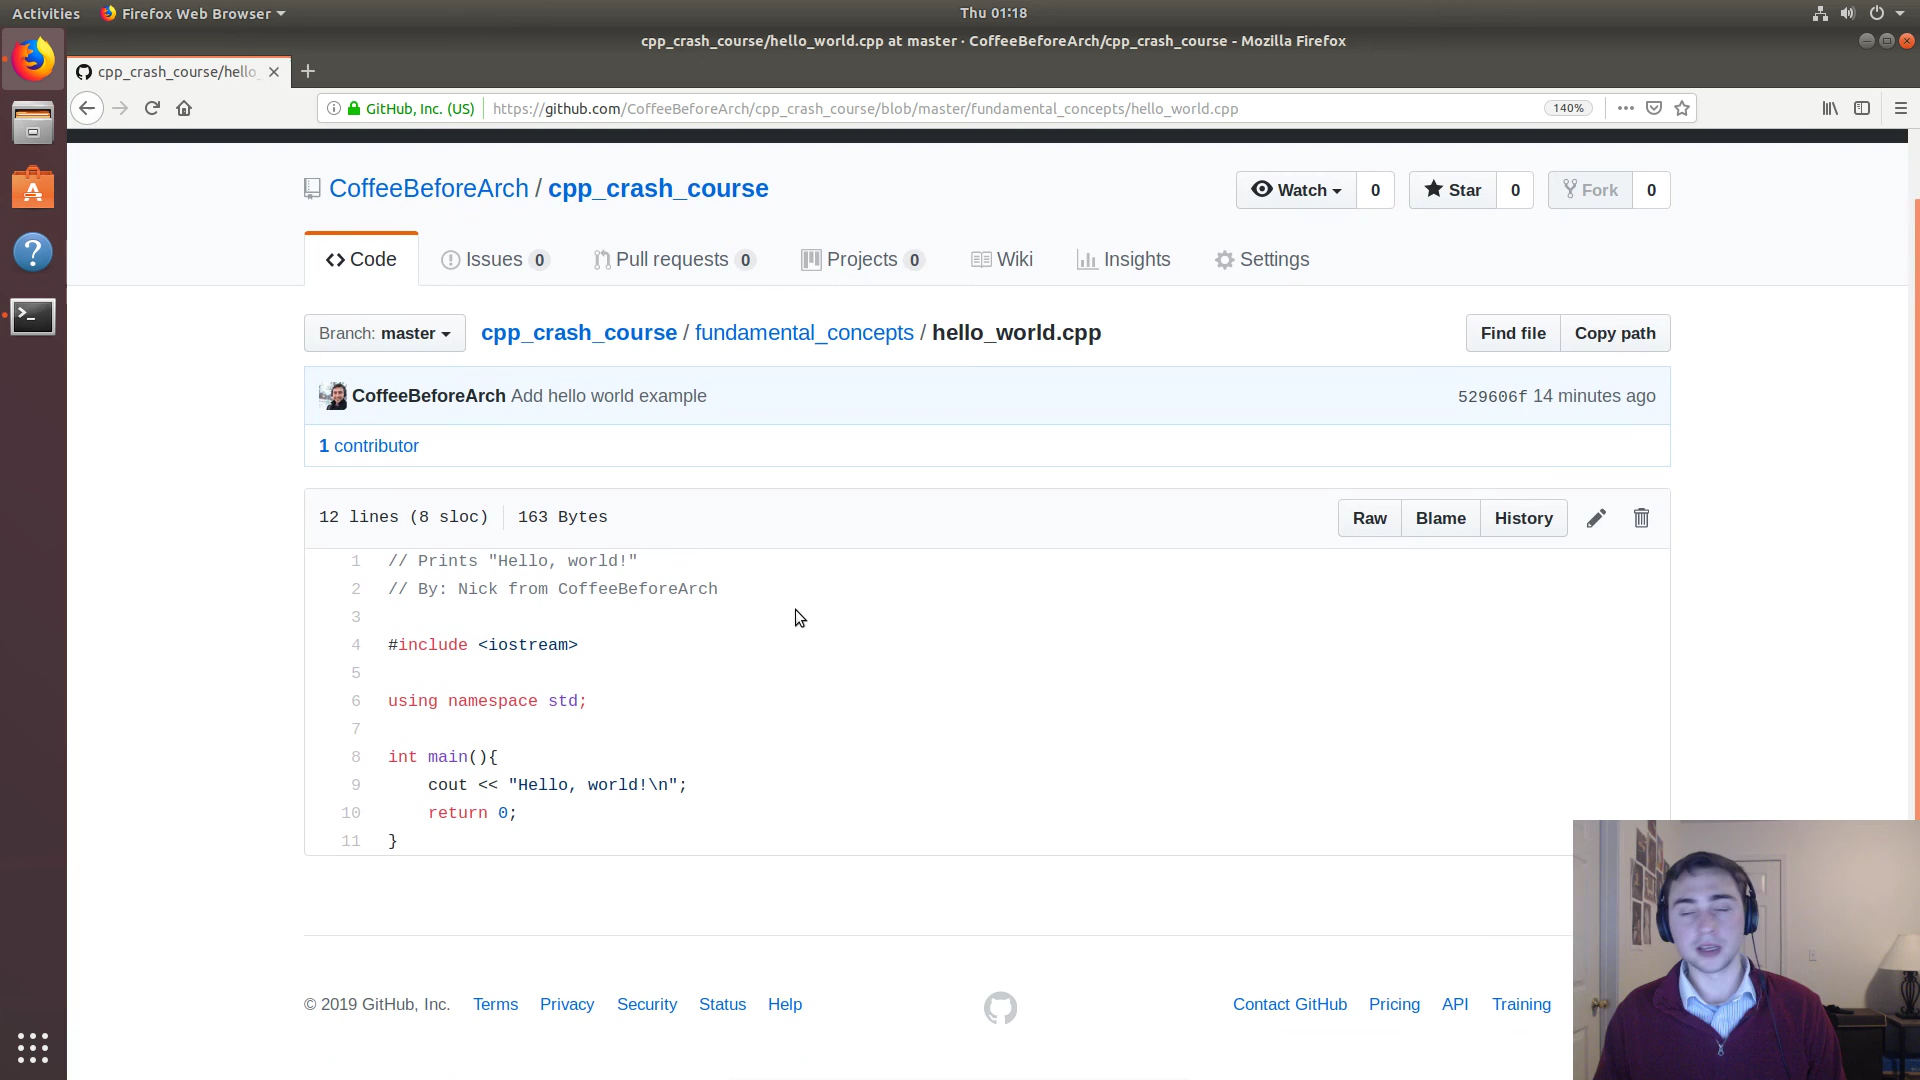 Activities Firefox Web Browser Thu 01:18
cpp_crash_course/hello_world.cpp at master · CoffeeBeforeArch/cpp_crash_course - Mozilla Firefox
cpp_crash_course/hello_
GitHub, Inc. (US) https://github.com/CoffeeBeforeArch/cpp_crash_course/blob/master/fundamental_concepts/hello_world.cpp 140%
CoffeeBeforeArch / cpp_crash_course Watch 0 Star 0 Fork 0
Code Issues 0 Pull requests 0 Projects 0 Wiki Insights Settings
Branch: master cpp_crash_course / fundamental_concepts / hello_world.cpp Find file Copy path
CoffeeBeforeArch Add hello world example 529606f 14 minutes ago
1 contributor
12 lines (8 sloc) 163 Bytes Raw Blame History
1 // Prints "Hello, world!"
2 // By: Nick from CoffeeBeforeArch
3
4 #include <iostream>
5
6 using namespace std;
7
8 int main(){
9 cout << "Hello, world!\n";
10 return 0;
11 }
© 2019 GitHub, Inc. Terms Privacy Security Status Help Contact GitHub Pricing API Training